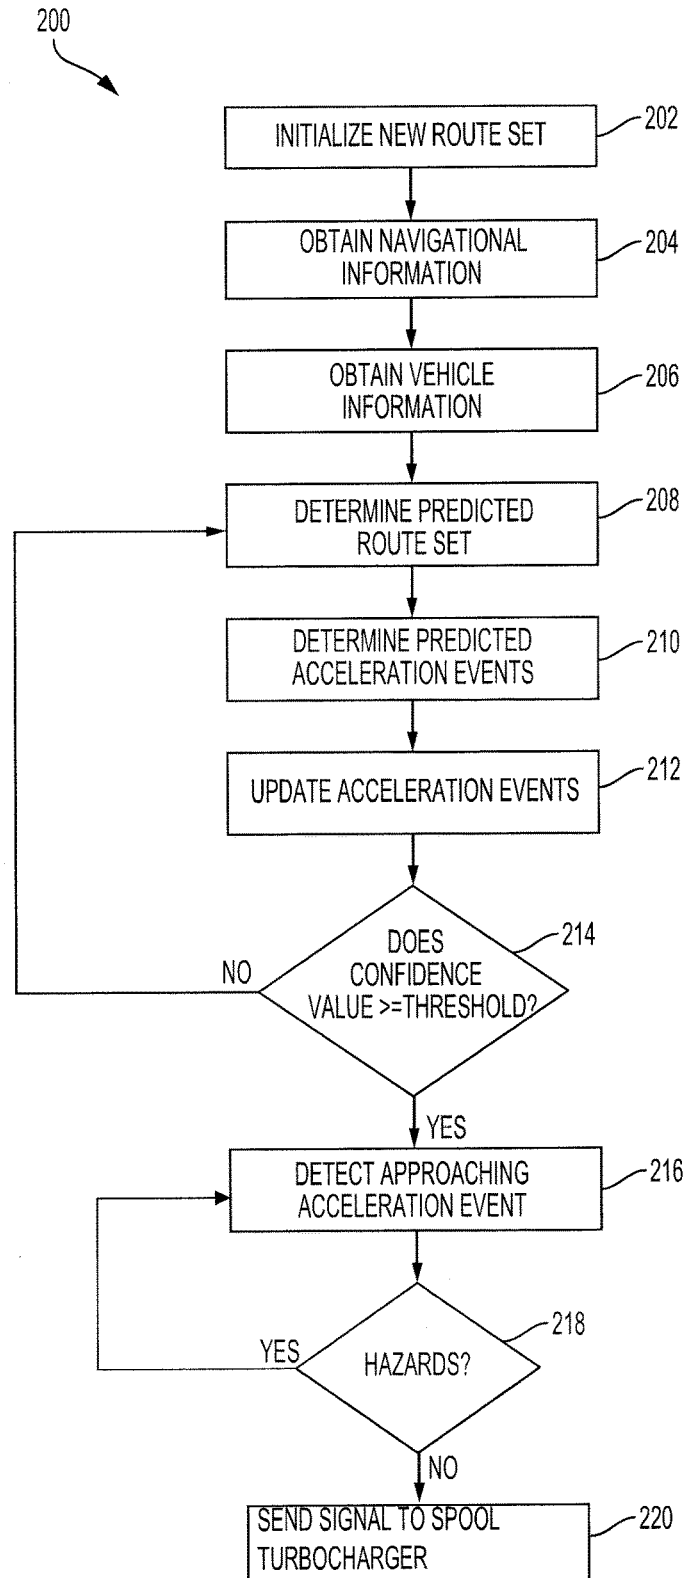 200
INITIALIZE NEW ROUTE SET
202
OBTAIN NAVIGATIONAL
INFORMATION
204
OBTAIN VEHICLE
INFORMATION
206
DETERMINE PREDICTED
ROUTE SET
208
DETERMINE PREDICTED
ACCELERATION EVENTS
210
UPDATE ACCELERATION EVENTS
212
DOES
CONFIDENCE
VALUE >=THRESHOLD?
214
NO
YES
DETECT APPROACHING
ACCELERATION EVENT
216
HAZARDS?
218
YES
NO
SEND SIGNAL TO SPOOL
TURBOCHARGER
220